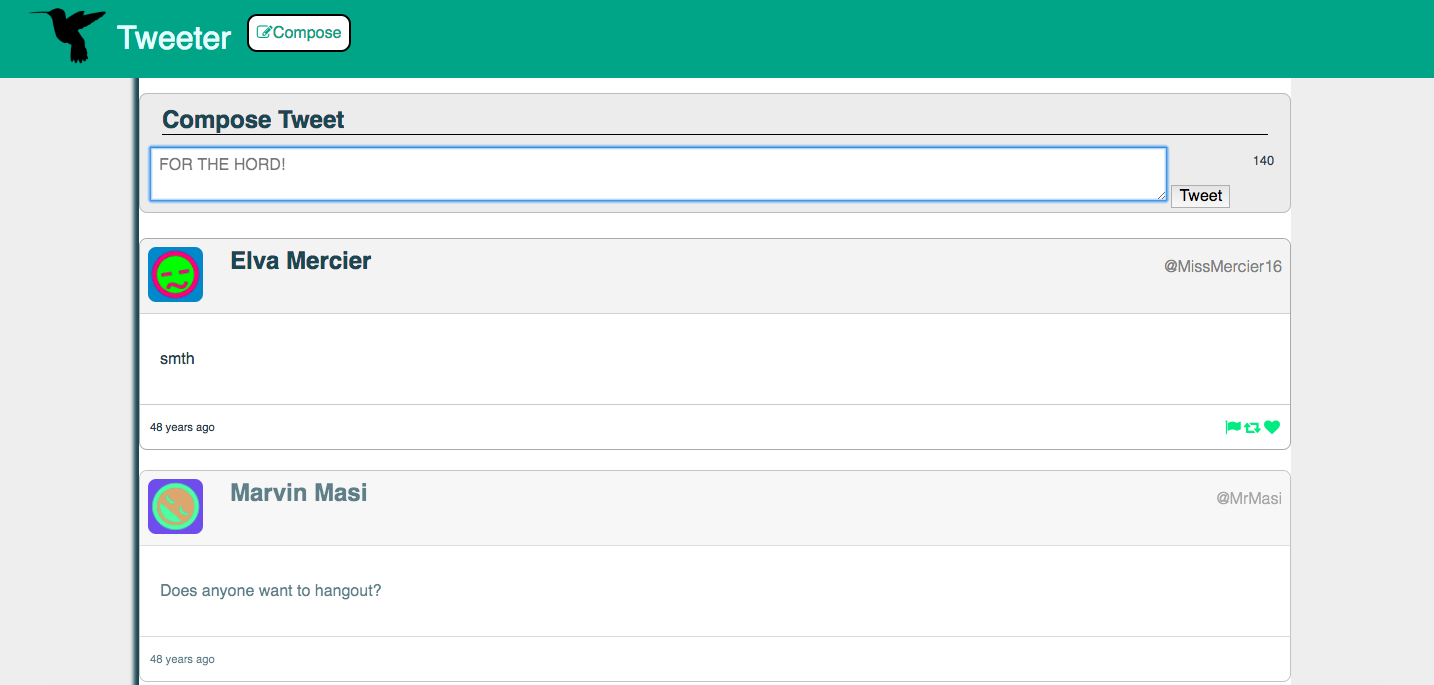 Tweeter
Compose
Compose Tweet
FOR THE HORD!
140
Tweet
Elva Mercier
@MissMercier16
smth
48 years ago
Marvin Masi
@MrMasi
Does anyone want to hangout?
48 years ago